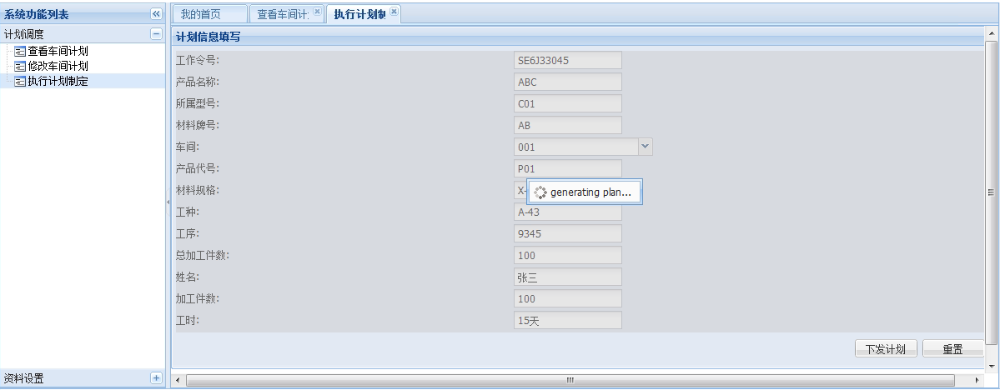 系统功能列表
计划调度
查看车间计划
修改车间计划
执行计划制定
资料设置
我的首页 查看车间计 执行计划制
计划信息填写
工作令号: SE6J33045
产品名称: ABC
所属型号: C01
材料牌号: AB
车间: 001
产品代号: P01
材料规格: X-
generating plan...
工种: A-43
工序: 9345
总加工件数: 100
姓名: 张三
加工件数: 100
工时: 15天
下发计划 重置